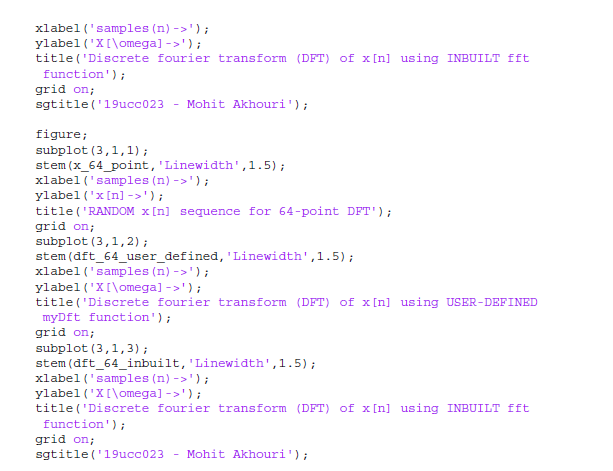 xlabel('samples(n)->');
ylabel('X[\omega]->');
title('Discrete fourier transform (DFT) of x[n] using INBUILT fft
function');
grid on;
sgtitle('19ucc023 - Mohit Akhouri');
figure;
subplot(3,1,1);
stem(x_64_point,'Linewidth',1.5);
xlabel('samples(n)->');
ylabel('x[n]->');
title('RANDOM x[n] sequence for 64-point DFT');
grid on;
subplot(3,1,2);
stem(dft_64_user_defined,'Linewidth',1.5);
xlabel('samples(n)->');
ylabel('X[\omega]->');
title('Discrete fourier transform (DFT) of x[n] using USER-DEFINED
myDft function');
grid on;
subplot(3,1,3);
stem(dft_64_inbuilt,'Linewidth',1.5);
xlabel('samples(n)->');
ylabel('X[\omega]->');
title('Discrete fourier transform (DFT) of x[n] using INBUILT fft
function');
grid on;
sgtitle('19ucc023 - Mohit Akhouri');